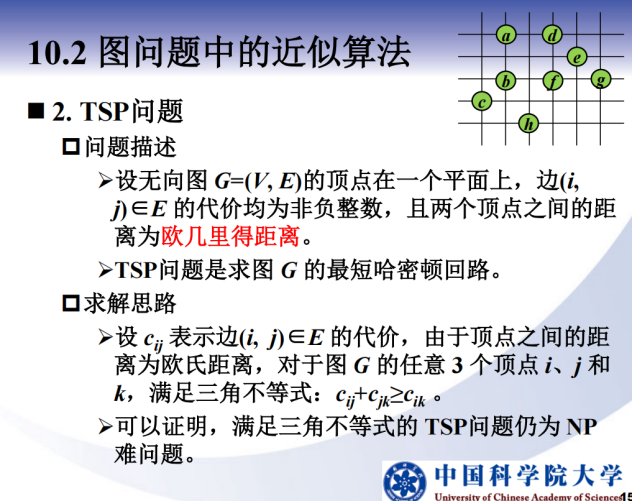 10.2 图问题中的近似算法
a d
e
b f g
c
h
■ 2. TSP问题
问题描述
➢设无向图 G=(V, E)的顶点在一个平面上，边(i,
j)∈E 的代价均为非负整数，且两个顶点之间的距
离为欧几里得距离。
➢TSP问题是求图 G 的最短哈密顿回路。
求解思路
➢设 cij 表示边(i, j)∈E 的代价，由于顶点之间的距
离为欧氏距离，对于图 G 的任意 3 个顶点 i、j 和
k，满足三角不等式：cij+cjk≥cik 。
➢可以证明，满足三角不等式的 TSP问题仍为 NP
难问题。
中国科学院大学
University of Chinese Academy of Sciences